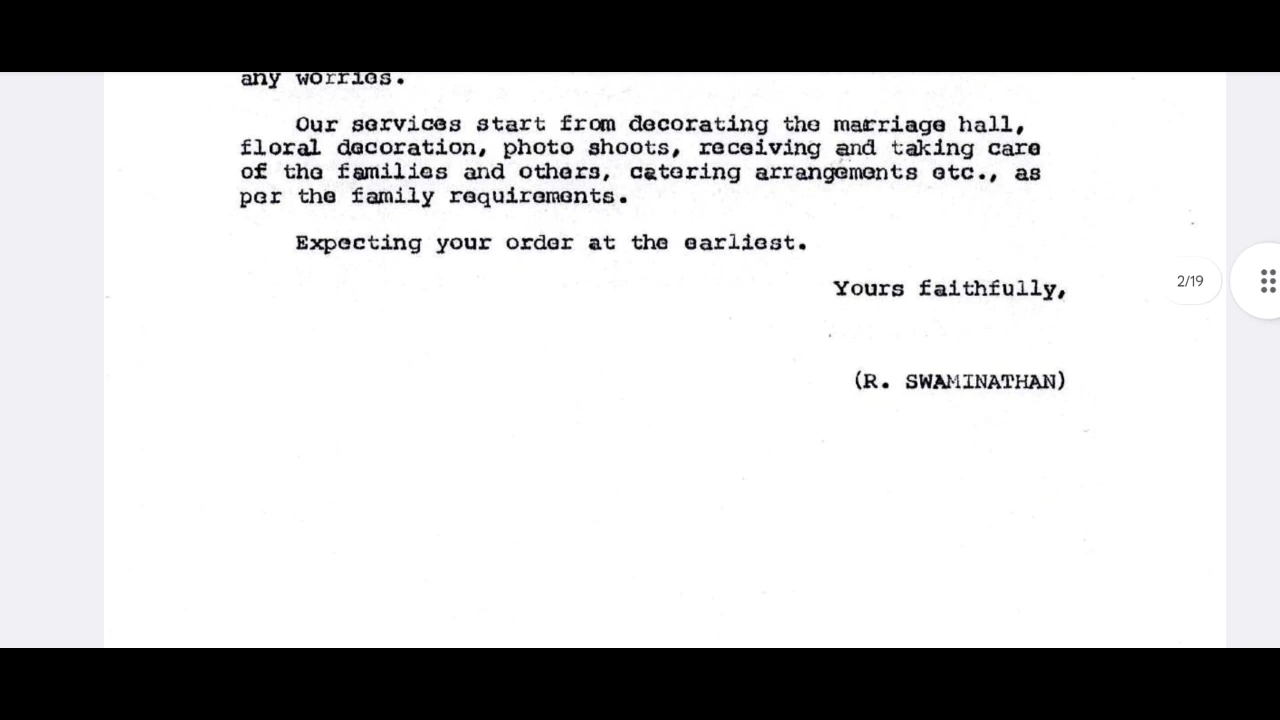 any worries.
Our services start from decorating the marriage hall,
floral decoration, photo shoots, receiving and taking care
of the families and others, catering arrangements etc., as
per the family requirements.
Expecting your order at the earliest.
Yours faithfully,
2/19
(R. SWAMINATHAN)